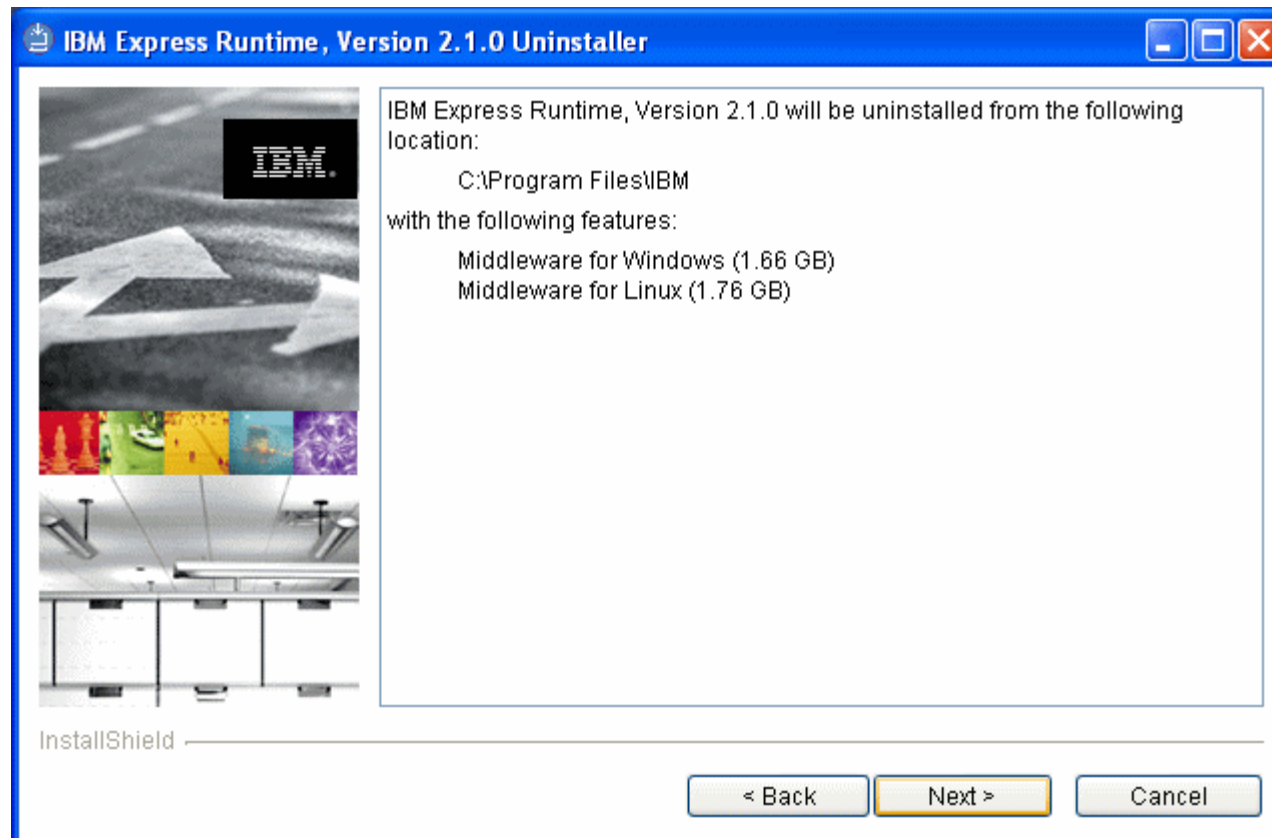 IBM Express Runtime, Version 2.1.0 Uninstaller
IBM.
IBM Express Runtime, Version 2.1.0 will be uninstalled from the following
location:
C:\Program Files\IBM
with the following features:
Middleware for Windows (1.66 GB)
Middleware for Linux (1.76 GB)
InstallShield
< Back
Next >
Cancel